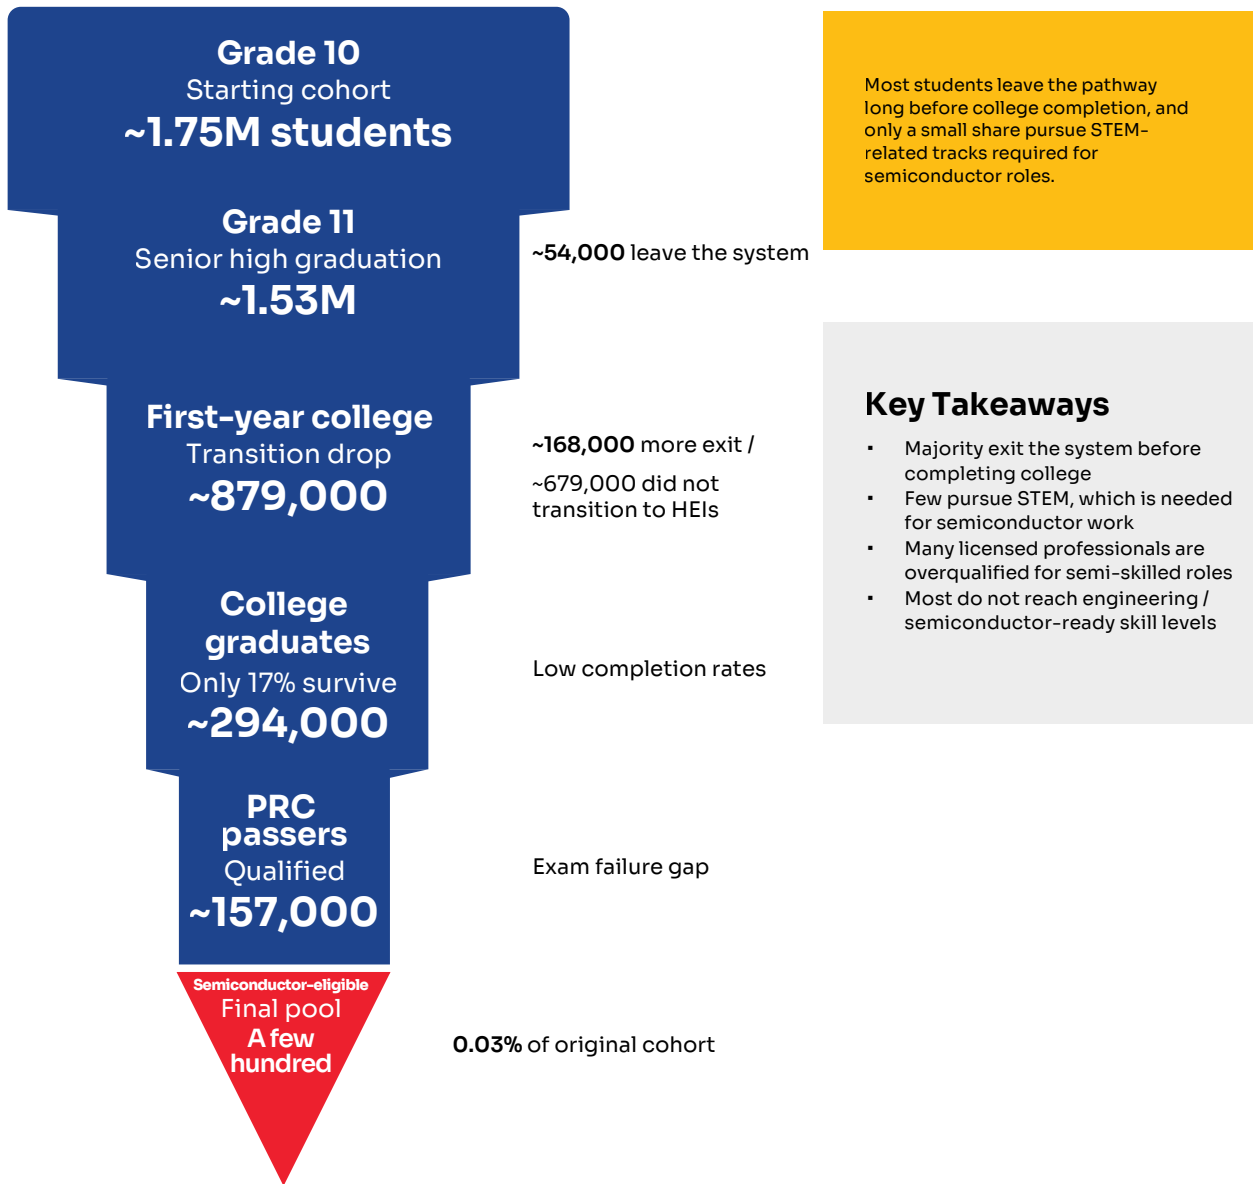 Grade 10
Starting cohort
~1.75M students
Grade 11
Senior high graduation
~1.53M
~54,000 leave the system
First-year college
Transition drop
~879,000
~168,000 more exit /
~679,000 did not
transition to HEIs
College
graduates
Only 17% survive
~294,000
Low completion rates
PRC
passers
Qualified
~157,000
Exam failure gap
Semiconductor-eligible
Final pool
A few
hundred
0.03% of original cohort
Most students leave the pathway
long before college completion, and
only a small share pursue STEM-
related tracks required for
semiconductor roles.
Key Takeaways
▪ Majority exit the system before
completing college
▪ Few pursue STEM, which is needed
for semiconductor work
▪ Many licensed professionals are
overqualified for semi-skilled roles
▪ Most do not reach engineering /
semiconductor-ready skill levels